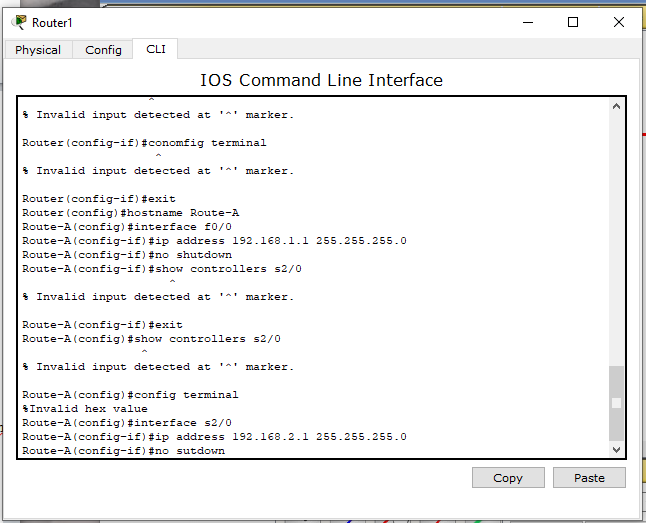 Router1
Physical Config CLI
IOS Command Line Interface
^
% Invalid input detected at '^' marker.
Router(config-if)#conomfig terminal
^
% Invalid input detected at '^' marker.
Router(config-if)#exit
Router(config)#hostname Route-A
Route-A(config)#interface f0/0
Route-A(config-if)#ip address 192.168.1.1 255.255.255.0
Route-A(config-if)#no shutdown
Route-A(config-if)#show controllers s2/0
^
% Invalid input detected at '^' marker.
Route-A(config-if)#exit
Route-A(config)#show controllers s2/0
^
% Invalid input detected at '^' marker.
Route-A(config)#config terminal
%Invalid hex value
Route-A(config)#interface s2/0
Route-A(config-if)#ip address 192.168.2.1 255.255.255.0
Route-A(config-if)#no sutdown
Copy Paste